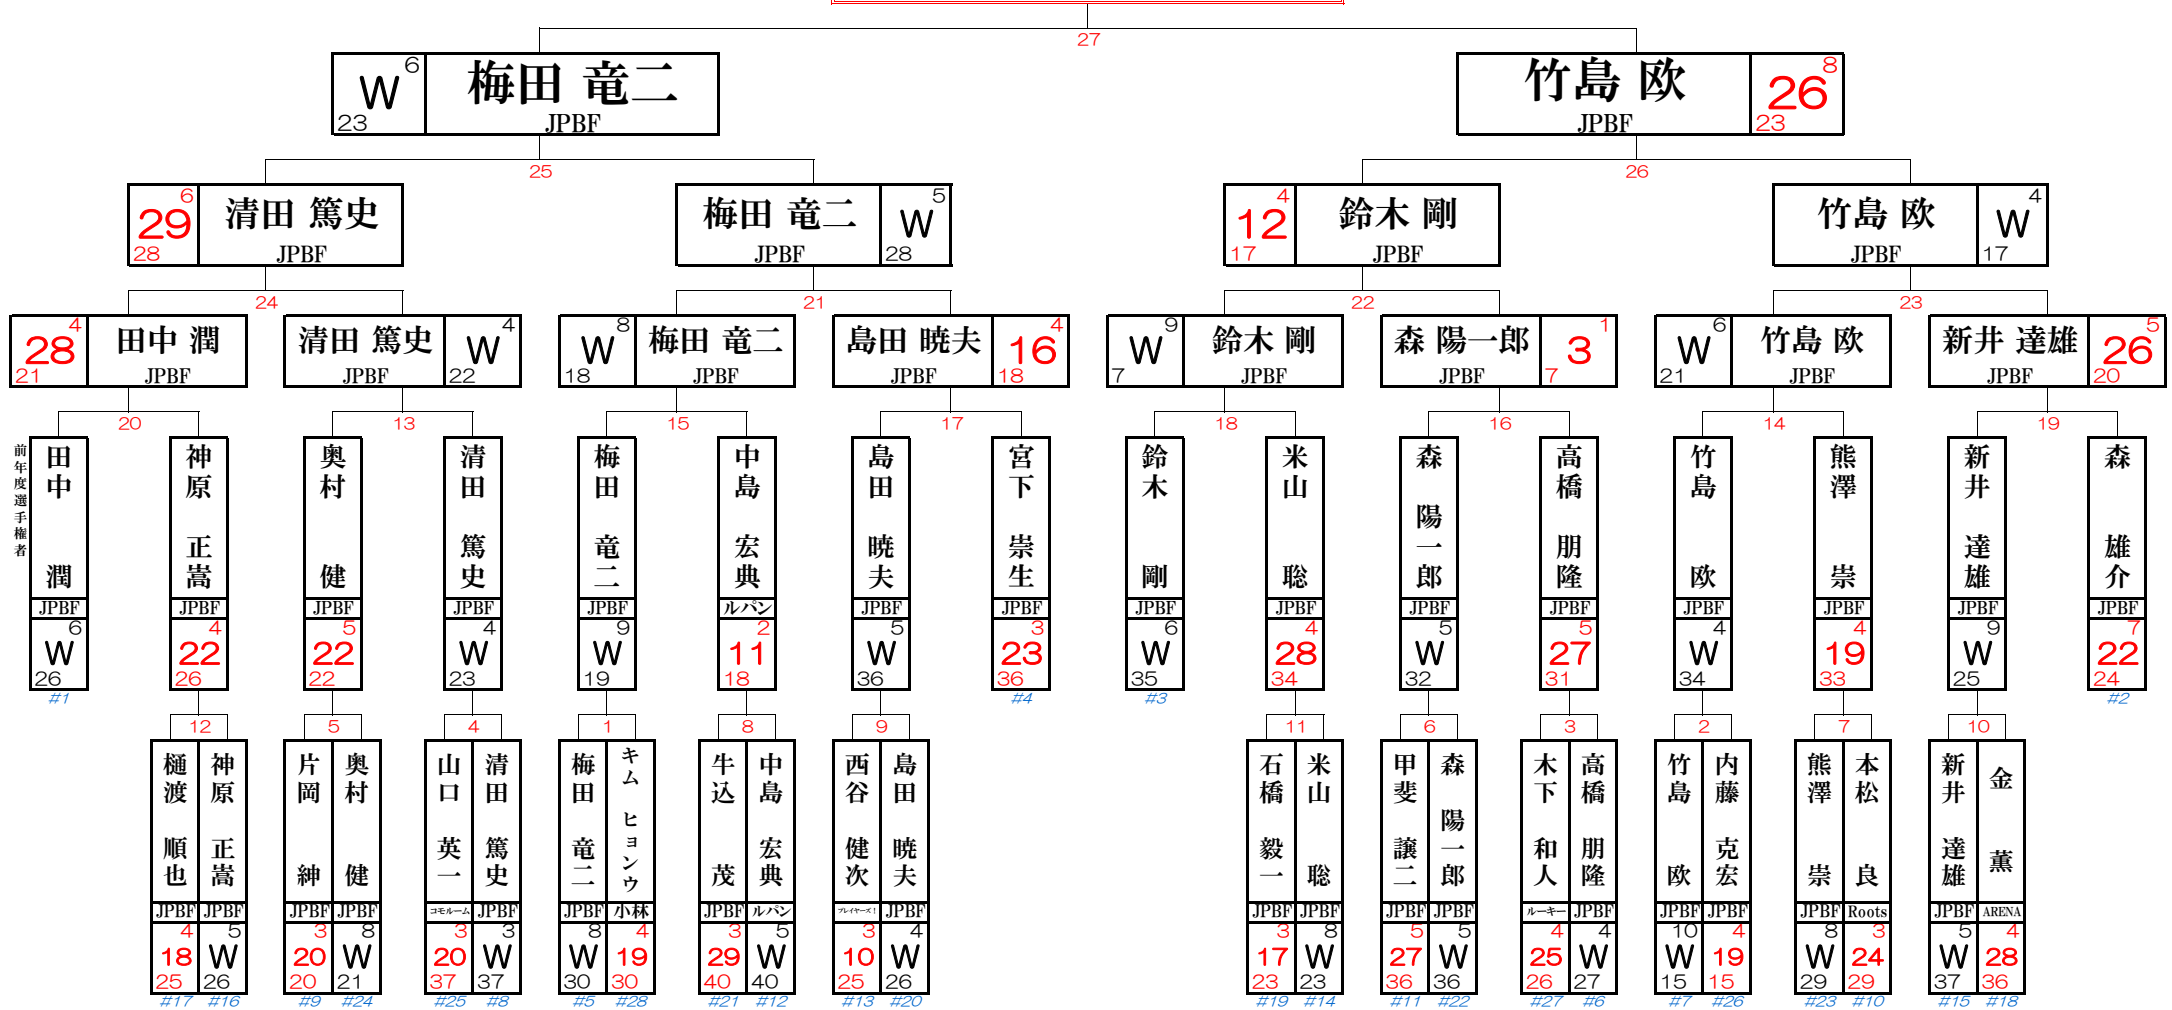 27
6
W
23
梅田 竜二
JPBF
竹島 欧
JPBF
8
26
23
25
26
6
29
28
清田 篤史
JPBF
梅田 竜二
JPBF
5
W
28
4
12
17
鈴木 剛
JPBF
竹島 欧
JPBF
4
W
17
24
21
22
23
4
28
21
田中 潤
JPBF
清田 篤史
JPBF
4
W
22
8
W
18
梅田 竜二
JPBF
島田 暁夫
JPBF
4
16
18
9
W
7
鈴木 剛
JPBF
森 陽一郎
JPBF
1
3
7
6
W
21
竹島 欧
JPBF
新井 達雄
JPBF
5
26
20
20
13
15
17
18
16
14
19
前年度選手権者
田中 潤
JPBF
6
W
26
#1
神原 正嵩
JPBF
4
22
26
奥村 健
JPBF
5
22
22
清田 篤史
JPBF
4
W
23
梅田 竜二
JPBF
9
W
19
中島 宏典
ルパン
2
11
18
島田 暁夫
JPBF
5
W
36
宮下 崇生
JPBF
3
23
36
#4
鈴木 剛
JPBF
6
W
35
#3
米山 聡
JPBF
4
28
34
森 陽一郎
JPBF
5
W
32
高橋 朋隆
JPBF
5
27
31
竹島 欧
JPBF
4
W
34
熊澤 崇
JPBF
4
19
33
新井 達雄
JPBF
9
W
25
森 雄介
JPBF
7
22
24
#2
12
5
4
1
8
9
11
6
3
2
7
10
樋渡 順也
JPBF
4
18
25
#17
神原 正嵩
JPBF
5
W
26
#16
片岡 紳
JPBF
3
20
20
#9
奥村 健
JPBF
8
W
21
#24
山口 英一
コモルーム
3
20
37
#25
清田 篤史
JPBF
3
W
37
#8
梅田 竜二
JPBF
8
W
30
#5
キム ヒョンウ
小林
4
19
30
#28
牛込 茂
JPBF
3
29
40
#21
中島 宏典
ルパン
5
W
40
#12
西谷 健次
プレイヤーズ！
3
10
25
#13
島田 暁夫
JPBF
4
W
26
#20
石橋 毅一
JPBF
3
17
23
#19
米山 聡
JPBF
8
W
23
#14
甲斐 譲二
JPBF
5
27
36
#11
森 陽一郎
JPBF
5
W
36
#22
木下 和人
ルーキー
4
25
26
#27
高橋 朋隆
JPBF
4
W
27
#6
竹島 欧
JPBF
10
W
15
#7
内藤 克宏
JPBF
4
19
15
#26
熊澤 崇
JPBF
8
W
29
#23
本松 良
Roots
3
24
29
#10
新井 達雄
JPBF
5
W
37
#15
金 薫
ARENA
4
28
36
#18